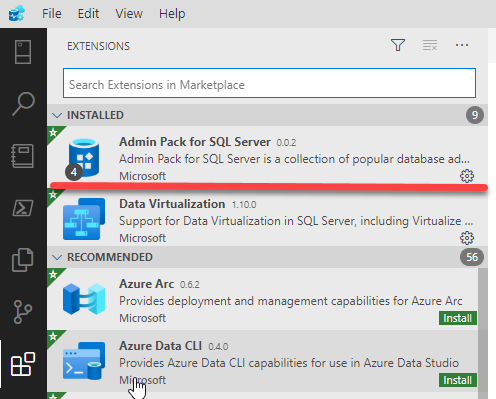 File Edit View Help
EXTENSIONS
Search Extensions in Marketplace
INSTALLED 9
Admin Pack for SQL Server 0.0.2
Admin Pack for SQL Server is a collection of popular database ad...
4
Microsoft
Data Virtualization 1.10.0
Support for Data Virtualization in SQL Server, including Virtualize ...
Microsoft
RECOMMENDED 56
Azure Arc 0.6.2
Provides deployment and management capabilities for Azure Arc
Microsoft Install
Azure Data CLI 0.4.0
Provides Azure Data CLI capabilities for use in Azure Data Studio
Microsoft Install